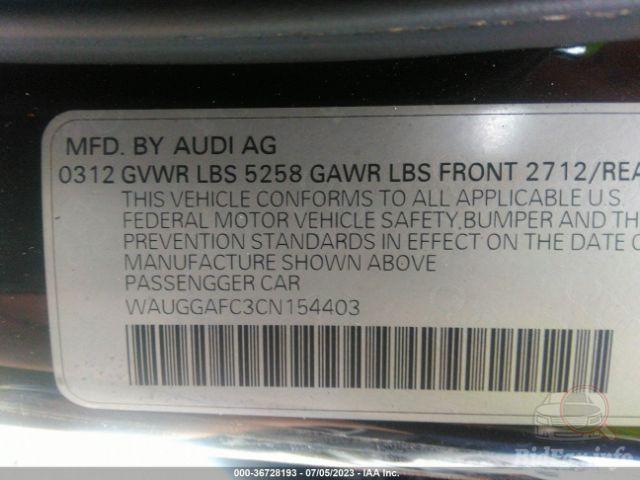 MFD. BY AUDI AG
0312 GVWR LBS 5258 GAWR LBS FRONT 2712/REA
THIS VEHICLE CONFORMS TO ALL APPLICABLE U.S.
FEDERAL MOTOR VEHICLE SAFETY, BUMPER AND TH
PREVENTION STANDARDS IN EFFECT ON THE DATE O
MANUFACTURE SHOWN ABOVE
PASSENGGER CAR
WAUGGAFC3CN154403
BidEye.info
000-36728193 - 07/05/2023 - IAA Inc.